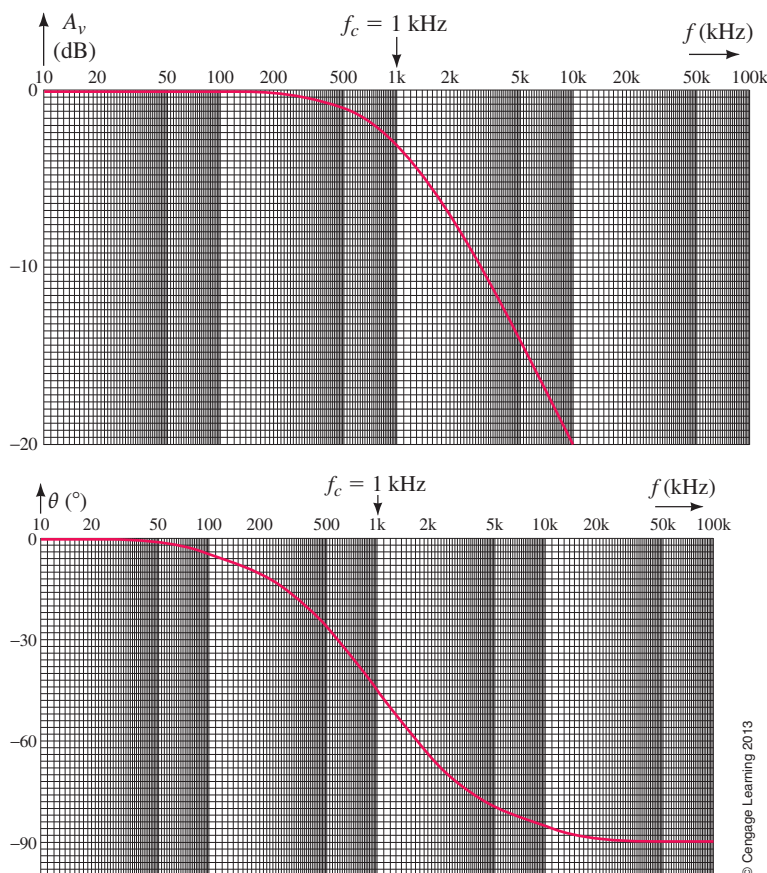 A_v f_c = 1 kHz f (kHz)
(dB)
10 20 50 100 200 500 1k 2k 5k 10k 20k 50k 100k
0
–10
–20
θ (°) f_c = 1 kHz f (kHz)
10 20 50 100 200 500 1k 2k 5k 10k 20k 50k 100k
0
–30
–60
–90
© Cengage Learning 2013